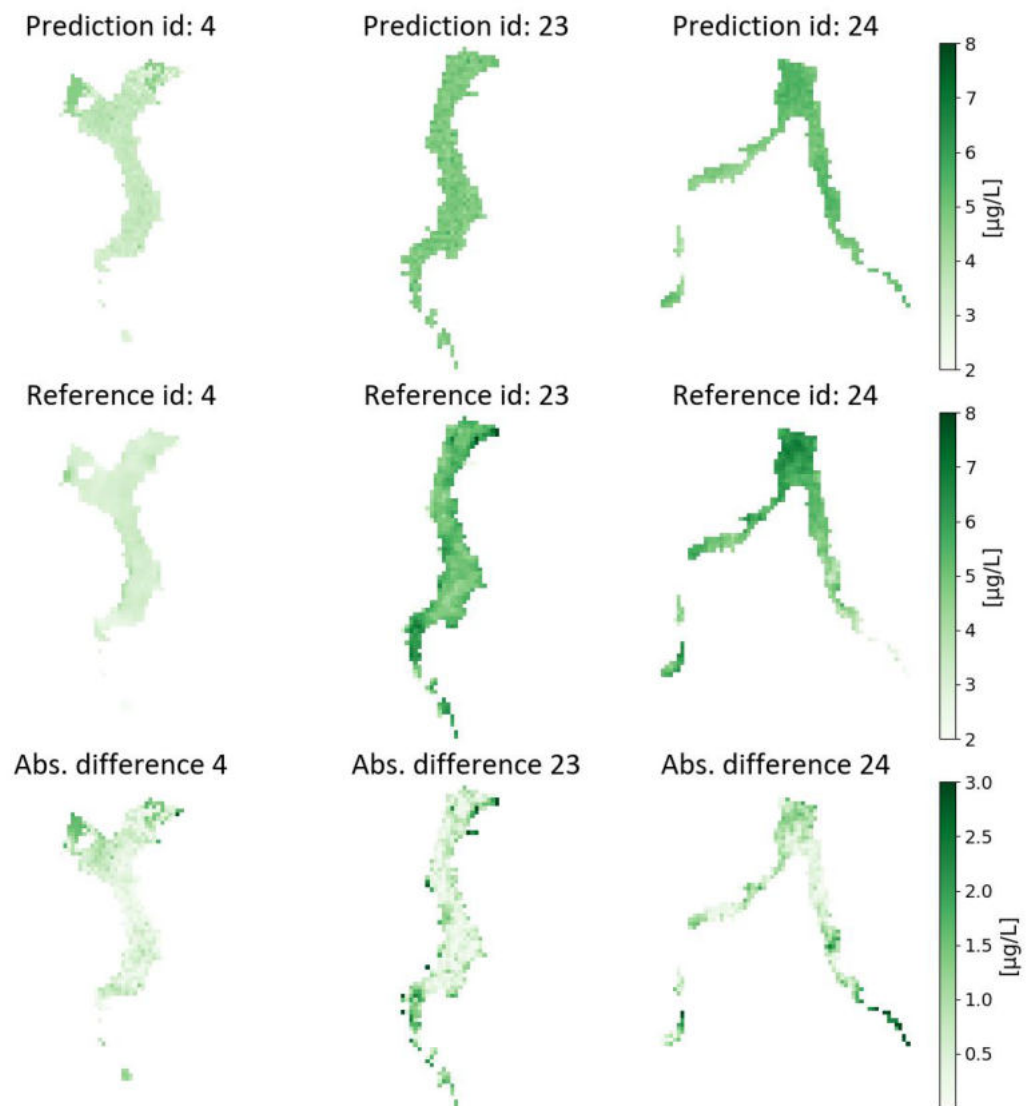 Prediction id: 4
Prediction id: 23
Prediction id: 24
8
7
6
5
4
3
2
[µg/L]
Reference id: 4
Reference id: 23
Reference id: 24
8
7
6
5
4
3
2
[µg/L]
Abs. difference 4
Abs. difference 23
Abs. difference 24
3.0
2.5
2.0
1.5
1.0
0.5
[µg/L]